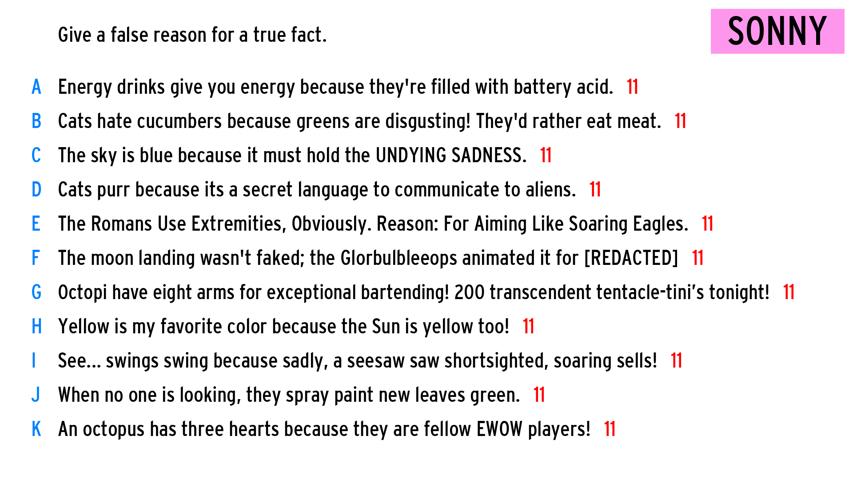 Give a false reason for a true fact.
SONNY
A Energy drinks give you energy because they're filled with battery acid. 11
B Cats hate cucumbers because greens are disgusting! They'd rather eat meat. 11
C The sky is blue because it must hold the UNDYING SADNESS. 11
D Cats purr because its a secret language to communicate to aliens. 11
E The Romans Use Extremities, Obviously. Reason: For Aiming Like Soaring Eagles. 11
F The moon landing wasn't faked; the Glorbulbleeops animated it for [REDACTED] 11
G Octopi have eight arms for exceptional bartending! 200 transcendent tentacle-tini’s tonight! 11
H Yellow is my favorite color because the Sun is yellow too! 11
I See... swings swing because sadly, a seesaw saw shortsighted, soaring sells! 11
J When no one is looking, they spray paint new leaves green. 11
K An octopus has three hearts because they are fellow EWOW players! 11